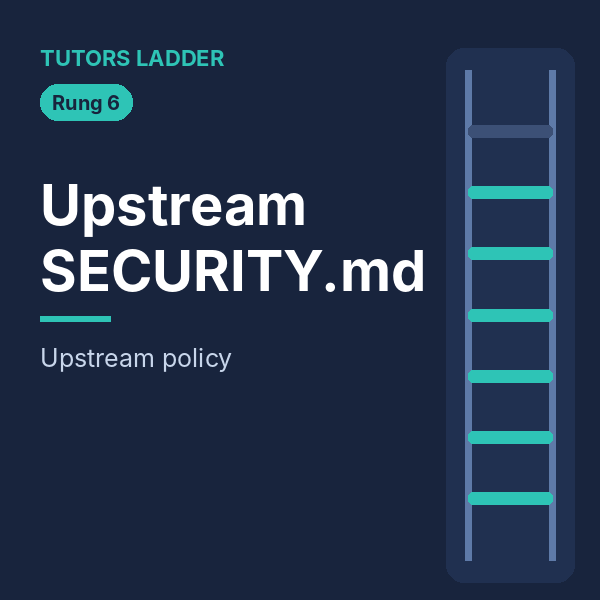 TUTORS LADDER
Rung 6
Upstream
SECURITY.md
Upstream policy